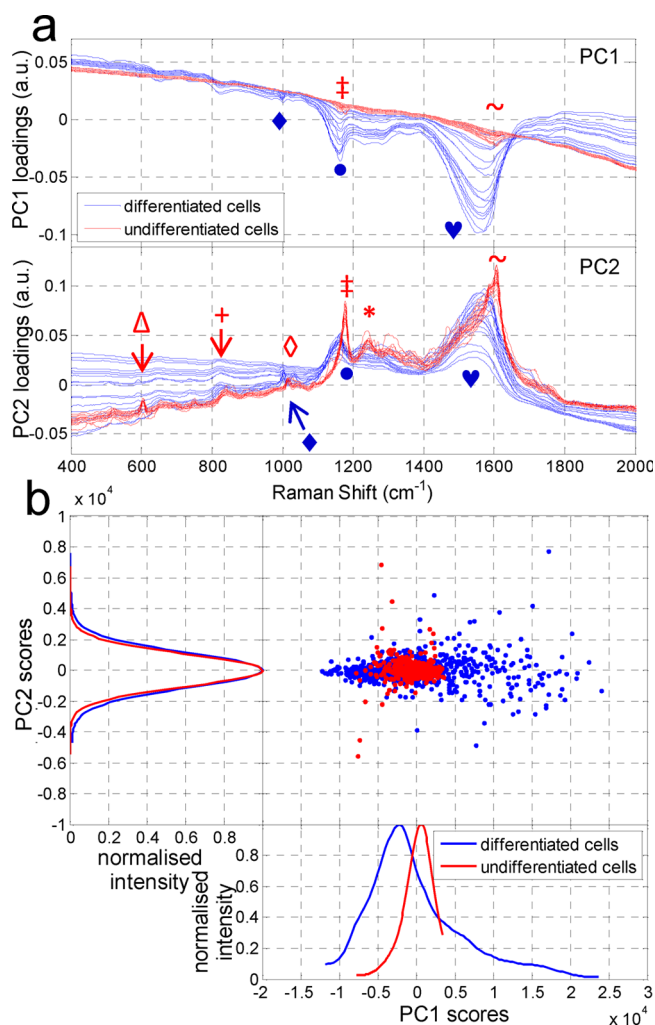 a
PC1
PC1 loadings (a.u.)
0.05
0
-0.05
-0.1
‡
~
◆
●
♥
differentiated cells
undifferentiated cells
PC2
PC2 loadings (a.u.)
0.1
0.05
0
-0.05
Δ
+
◊
‡
*
~
●
♥
◆
400 600 800 1000 1200 1400 1600 1800 2000
Raman Shift (cm⁻¹)
b
x 10⁴
PC2 scores
1
0.8
0.6
0.4
0.2
0
-0.2
-0.4
-0.6
-0.8
-1
0 0.2 0.4 0.6 0.8
normalised
intensity
normalised
intensity
0.8
0.6
0.4
0.2
0
differentiated cells
undifferentiated cells
-2 -1.5 -1 -0.5 0 0.5 1 1.5 2 2.5 3
PC1 scores
x 10⁴